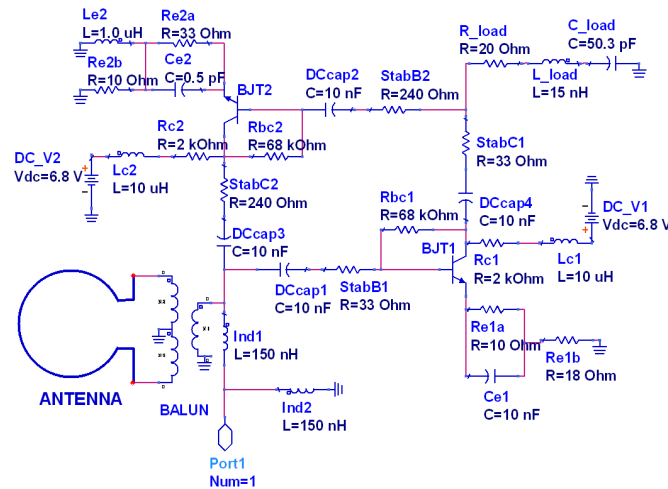 Le2
L=1.0 uH
Re2a
R=33 Ohm
Re2b
R=10 Ohm
Ce2
C=0.5 pF
BJT2
DCcap2
C=10 nF
StabB2
R=240 Ohm
R_load
R=20 Ohm
C_load
C=50.3 pF
L_load
L=15 nH
Rc2
R=2 kOhm
Rbc2
R=68 kOhm
StabC1
R=33 Ohm
DC_V2
Vdc=6.8 V
Lc2
L=10 uH
StabC2
R=240 Ohm
Rbc1
R=68 kOhm
DCcap4
C=10 nF
DC_V1
Vdc=6.8 V
DCcap3
C=10 nF
BJT1
Rc1
R=2 kOhm
Lc1
L=10 uH
DCcap1
C=10 nF
StabB1
R=33 Ohm
Ind1
L=150 nH
Re1a
R=10 Ohm
Re1b
R=18 Ohm
Ce1
C=10 nF
ANTENNA
BALUN
Ind2
L=150 nH
Port1
Num=1